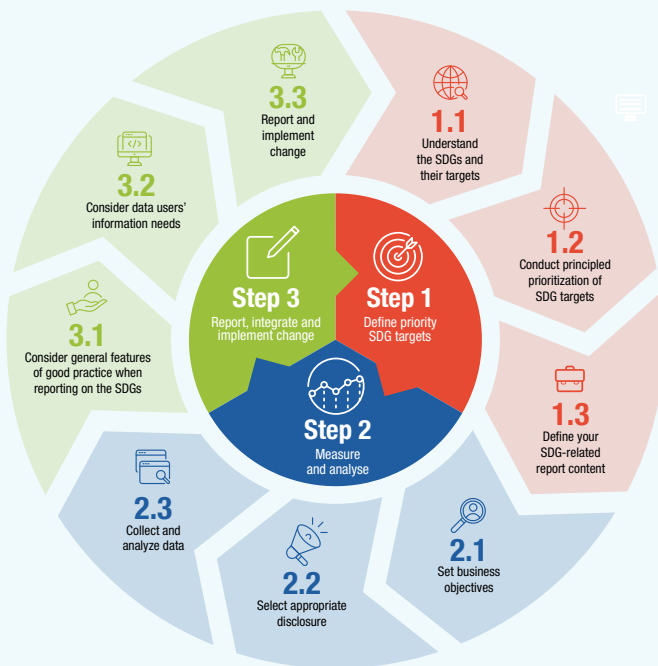 Step 1
Define priority
SDG targets
1.1
Understand
the SDGs and
their targets
1.2
Conduct principled
prioritization of
SDG targets
1.3
Define your
SDG-related
report content
Step 2
Measure
and analyse
2.1
Set business
objectives
2.2
Select appropriate
disclosure
2.3
Collect and
analyze data
Step 3
Report, integrate and
implement change
3.1
Consider general features
of good practice when
reporting on the SDGs
3.2
Consider data users'
information needs
3.3
Report and
implement
change